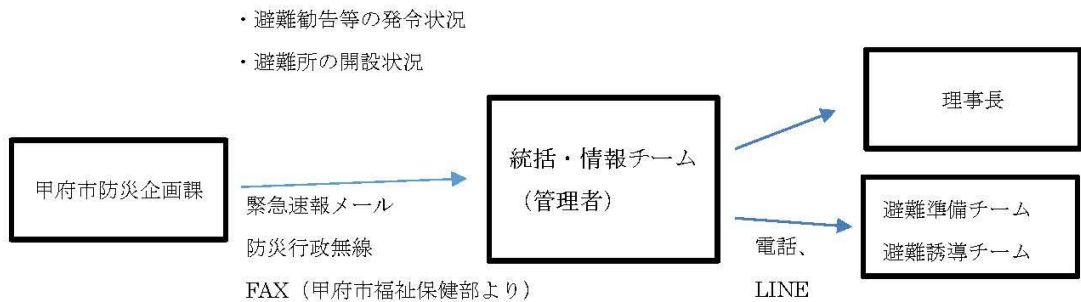 ・避難勧告等の発令状況
・避難所の開設状況
甲府市防災企画課
緊急速報メール
防災行政無線
FAX（甲府市福祉保健部より）
統括・情報チーム
（管理者）
電話、
LINE
理事長
避難準備チーム
避難誘導チーム